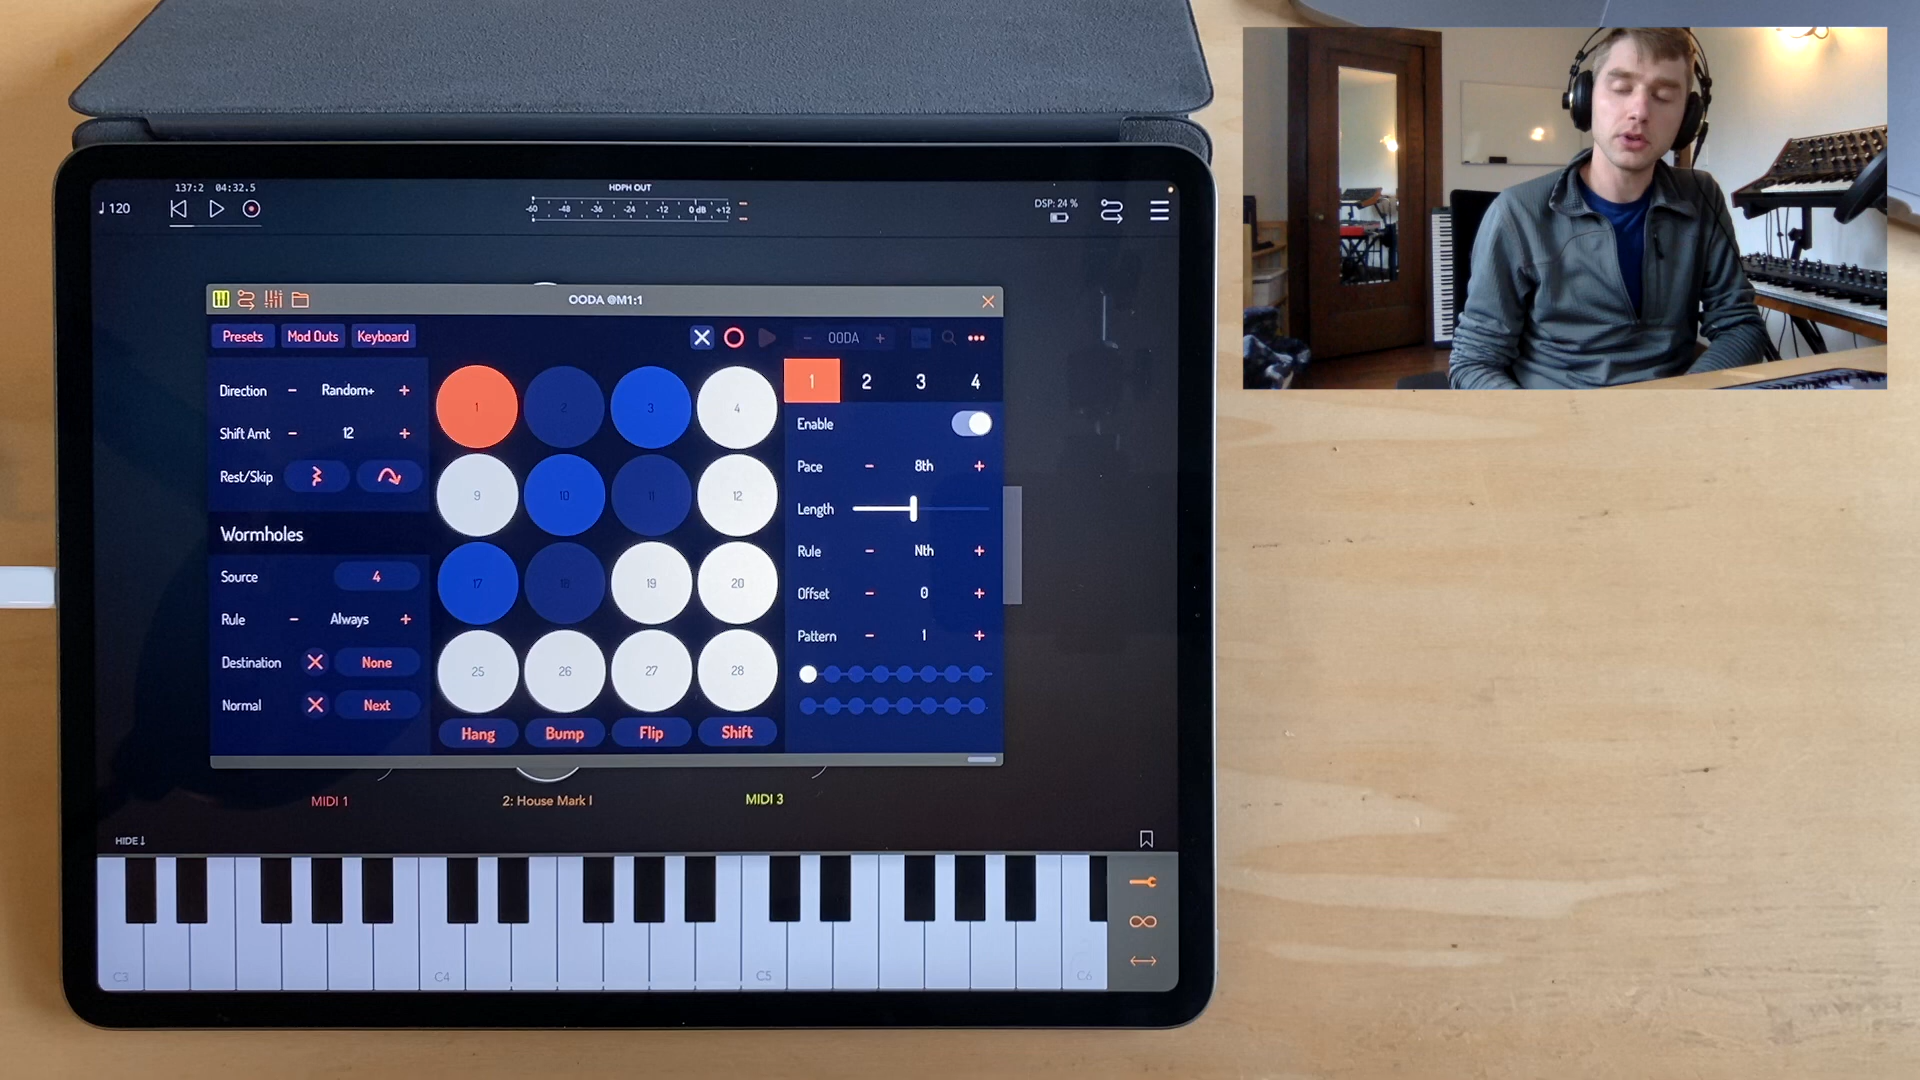 137:2 04:32.5
HDPH OUT
♩ 120
-60 -48 -36 -24 -12 0 dB +12
DSP: 24 %
OODA @M1:1
Presets Mod Outs Keyboard
- OODA +
Direction - Random+ +
Shift Amt - 12 +
Rest/Skip
Wormholes
Source 4
Rule - Always +
Destination None
Normal Next
1 2 3 4
9 10 11 12
17 18 19 20
25 26 27 28
Hang Bump Flip Shift
1 2 3 4
Enable
Pace - 8th +
Length
Rule - Nth +
Offset - 0 +
Pattern - 1 +
MIDI 1
2: House Mark I
MIDI 3
HIDE↓
C3 C4 C5 C6